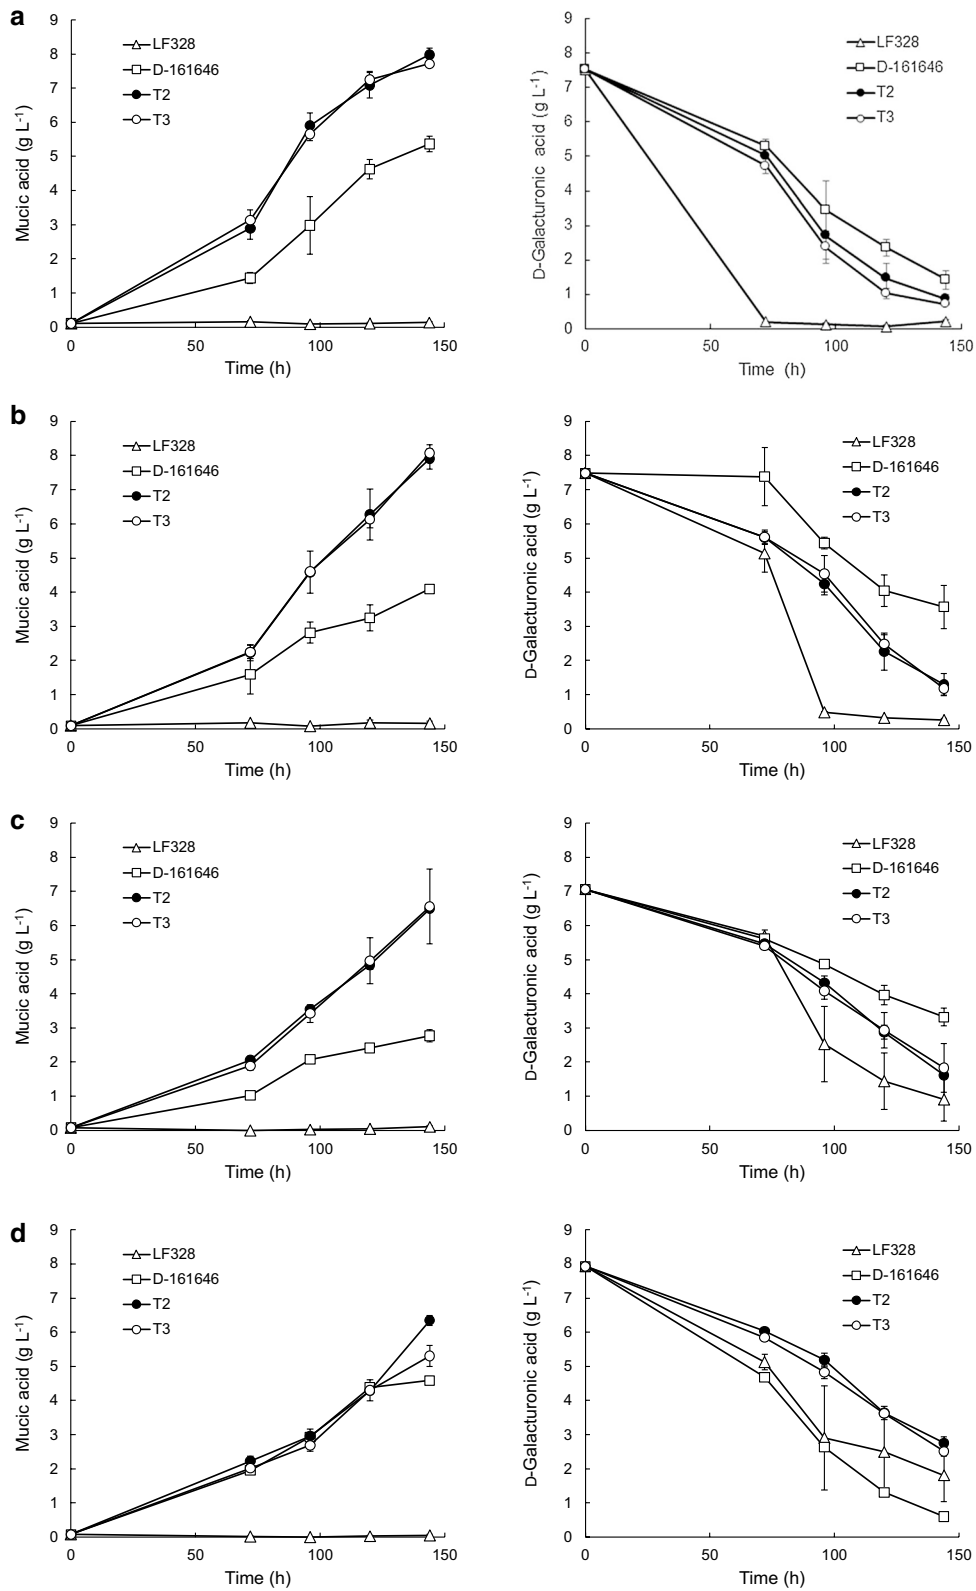 a
9
8
7
6
5
4
3
2
1
0
Mucic acid (g L-1)
LF328
D-161646
T2
T3
0 50 100 150
Time (h)
9
8
7
6
5
4
3
2
1
0
D-Galacturonic acid (g L-1)
LF328
D-161646
T2
T3
0 50 100 150
Time (h)
b
9
8
7
6
5
4
3
2
1
0
Mucic acid (g L-1)
LF328
D-161646
T2
T3
0 50 100 150
Time (h)
9
8
7
6
5
4
3
2
1
0
D-Galacturonic acid (g L-1)
LF328
D-161646
T2
T3
0 50 100 150
Time (h)
c
9
8
7
6
5
4
3
2
1
0
Mucic acid (g L-1)
LF328
D-161646
T2
T3
0 50 100 150
Time (h)
9
8
7
6
5
4
3
2
1
0
D-Galacturonic acid (g L-1)
LF328
D-161646
T2
T3
0 50 100 150
Time (h)
d
9
8
7
6
5
4
3
2
1
0
Mucic acid (g L-1)
LF328
D-161646
T2
T3
0 50 100 150
Time (h)
9
8
7
6
5
4
3
2
1
0
D-Galacturonic acid (g L-1)
LF328
D-161646
T2
T3
0 50 100 150
Time (h)